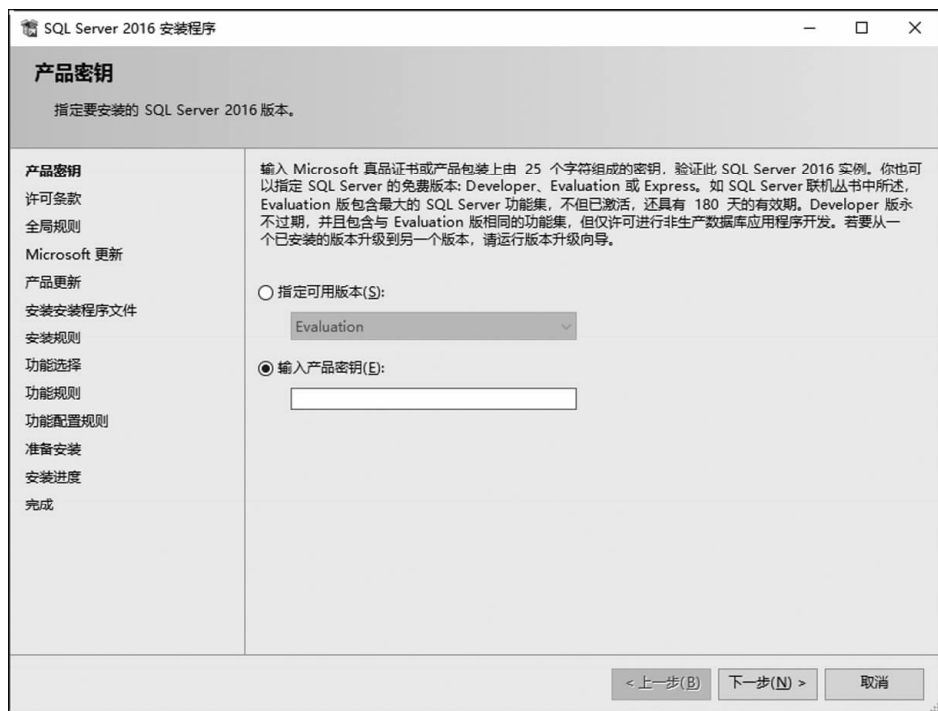 SQL Server 2016 安装程序
产品密钥
指定要安装的 SQL Server 2016 版本。
产品密钥
许可条款
全局规则
Microsoft 更新
产品更新
安装安装程序文件
安装规则
功能选择
功能规则
功能配置规则
准备安装
安装进度
完成
输入 Microsoft 真品证书或产品包装上由 25 个字符组成的密钥，验证此 SQL Server 2016 实例。你也可
以指定 SQL Server 的免费版本: Developer、Evaluation 或 Express。如 SQL Server 联机丛书中所述，
Evaluation 版包含最大的 SQL Server 功能集，不但已激活，还具有 180 天的有效期。Developer 版永
不过期，并且包含与 Evaluation 版相同的功能集，但仅许可进行非生产数据库应用程序开发。若要从一
个已安装的版本升级到另一个版本，请运行版本升级向导。
指定可用版本(S):
Evaluation
输入产品密钥(E):
< 上一步(B)
下一步(N) >
取消